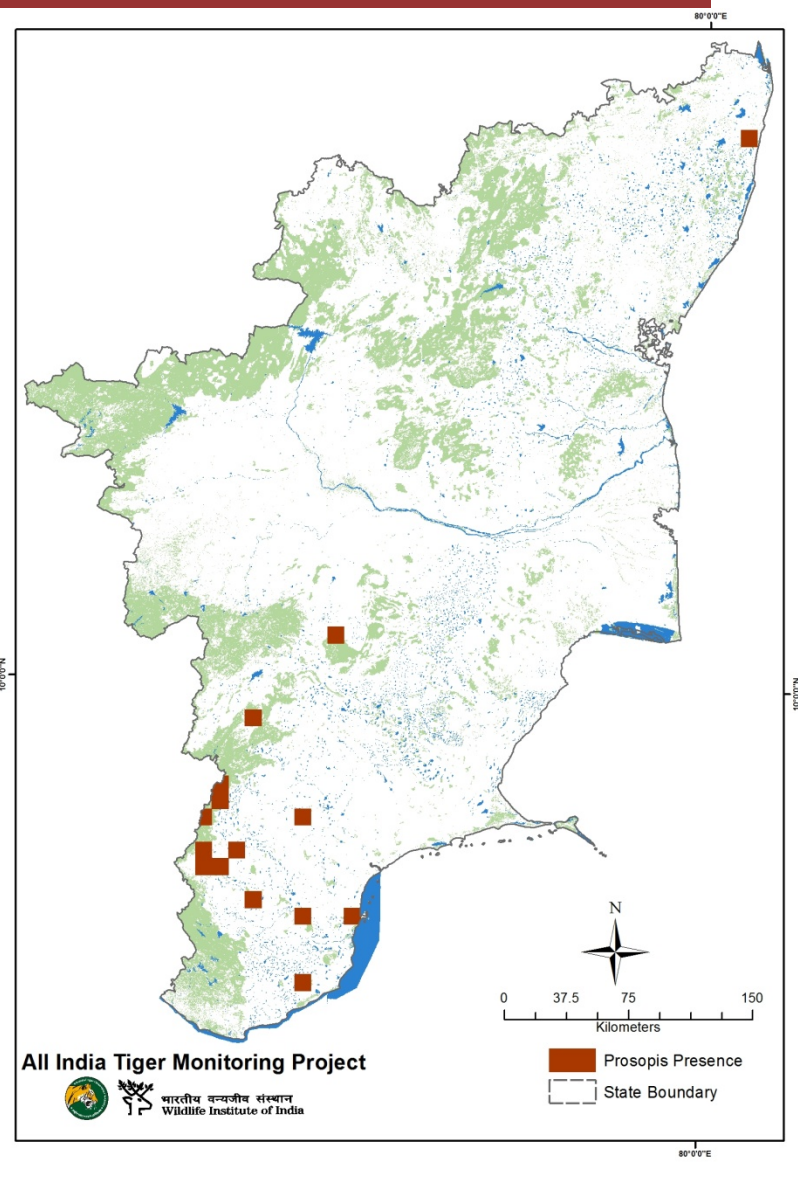 80°0'0"E
10°0'0"N
10°0'0"N
N
0 37.5 75 150
Kilometers
All India Tiger Monitoring Project
Prosopis Presence
State Boundary
भारतीय वन्यजीव संस्थान
Wildlife Institute of India
80°0'0"E